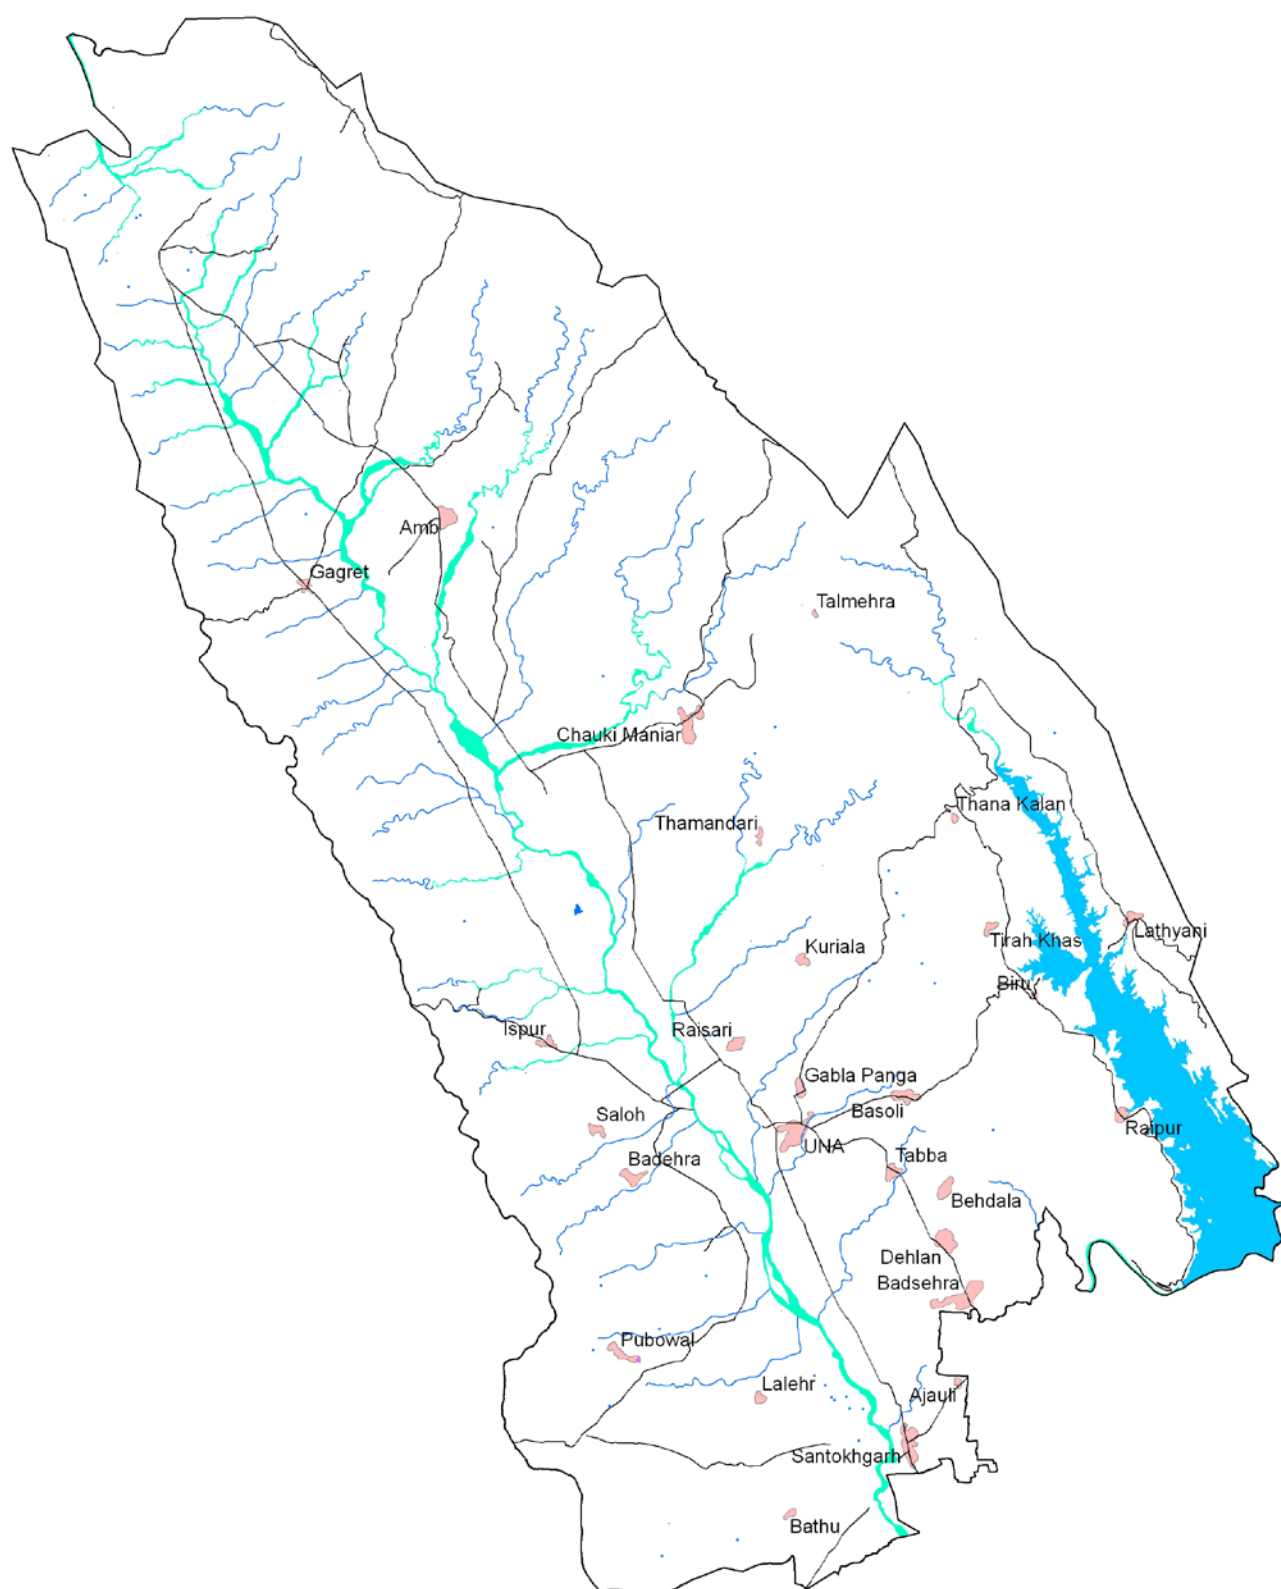 Amb
Gagret
Talmehra
Chauki Maniar
Thana Kalan
Thamandari
Lathyani
Tirah Khas
Kuriala
Biru
Ispur
Raisari
Gabla Panga
Basoli
Saloh
Raipur
UNA
Tabba
Badehra
Behdala
Dehlan
Badsehra
Pubowal
Lalehr
Ajauli
Santokhgarh
Bathu